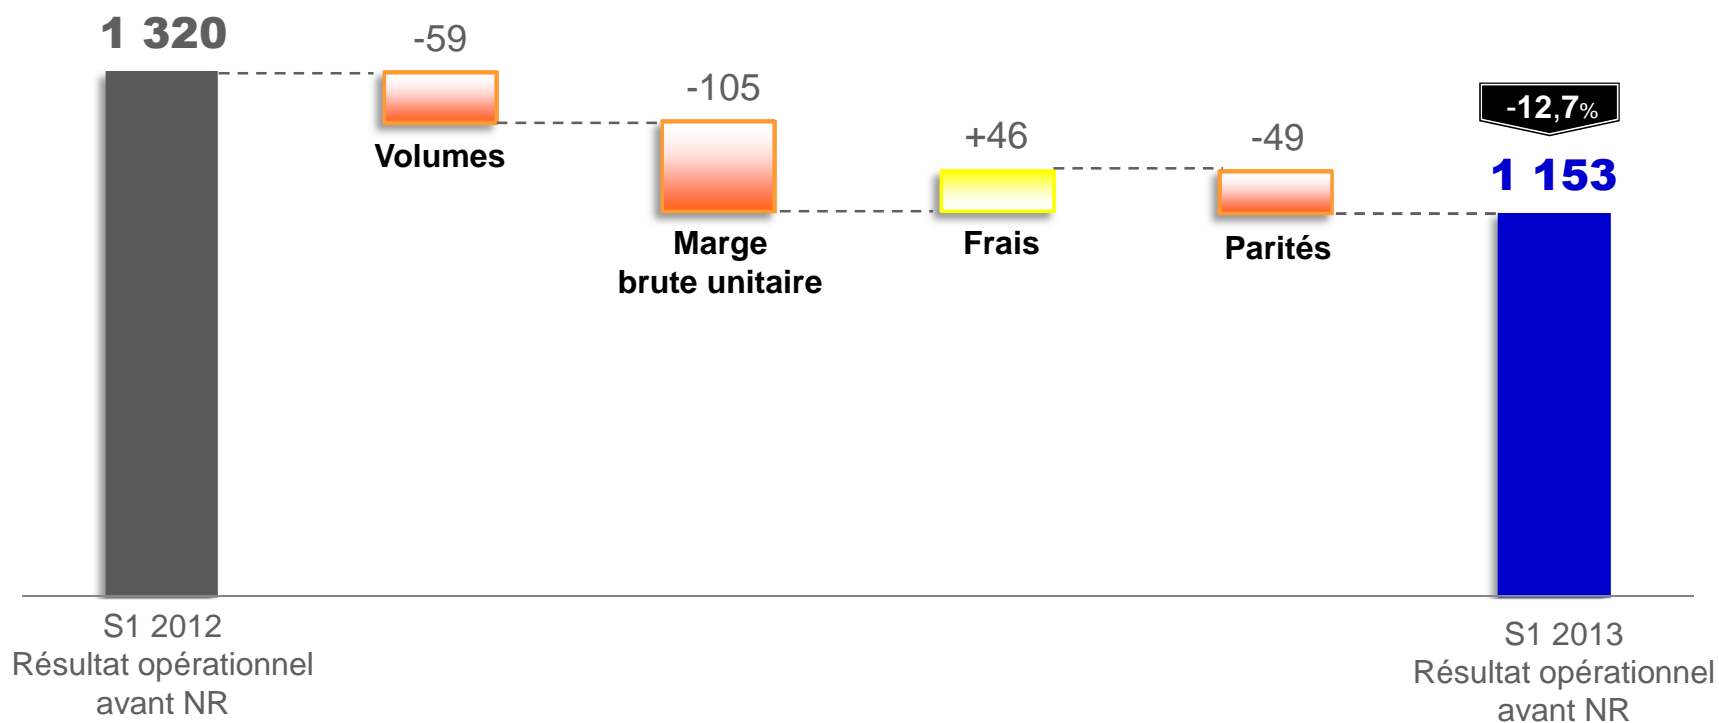 1 320
-59
Volumes
-105
Marge
brute unitaire
+46
Frais
-49
Parités
-12,7%
1 153
S1 2012
Résultat opérationnel
avant NR
S1 2013
Résultat opérationnel
avant NR